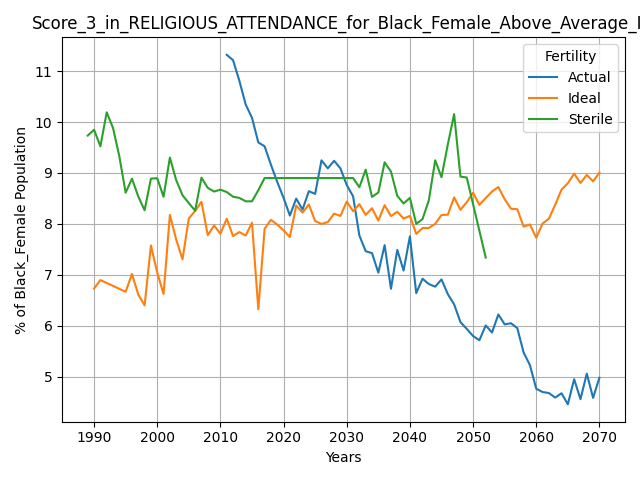 Score_3_in_RELIGIOUS_ATTENDANCE_for_Black_Female_Above_Average_I
Fertility
Actual
Ideal
Sterile
% of Black_Female Population
11
10
9
8
7
6
5
1990 2000 2010 2020 2030 2040 2050 2060 2070
Years